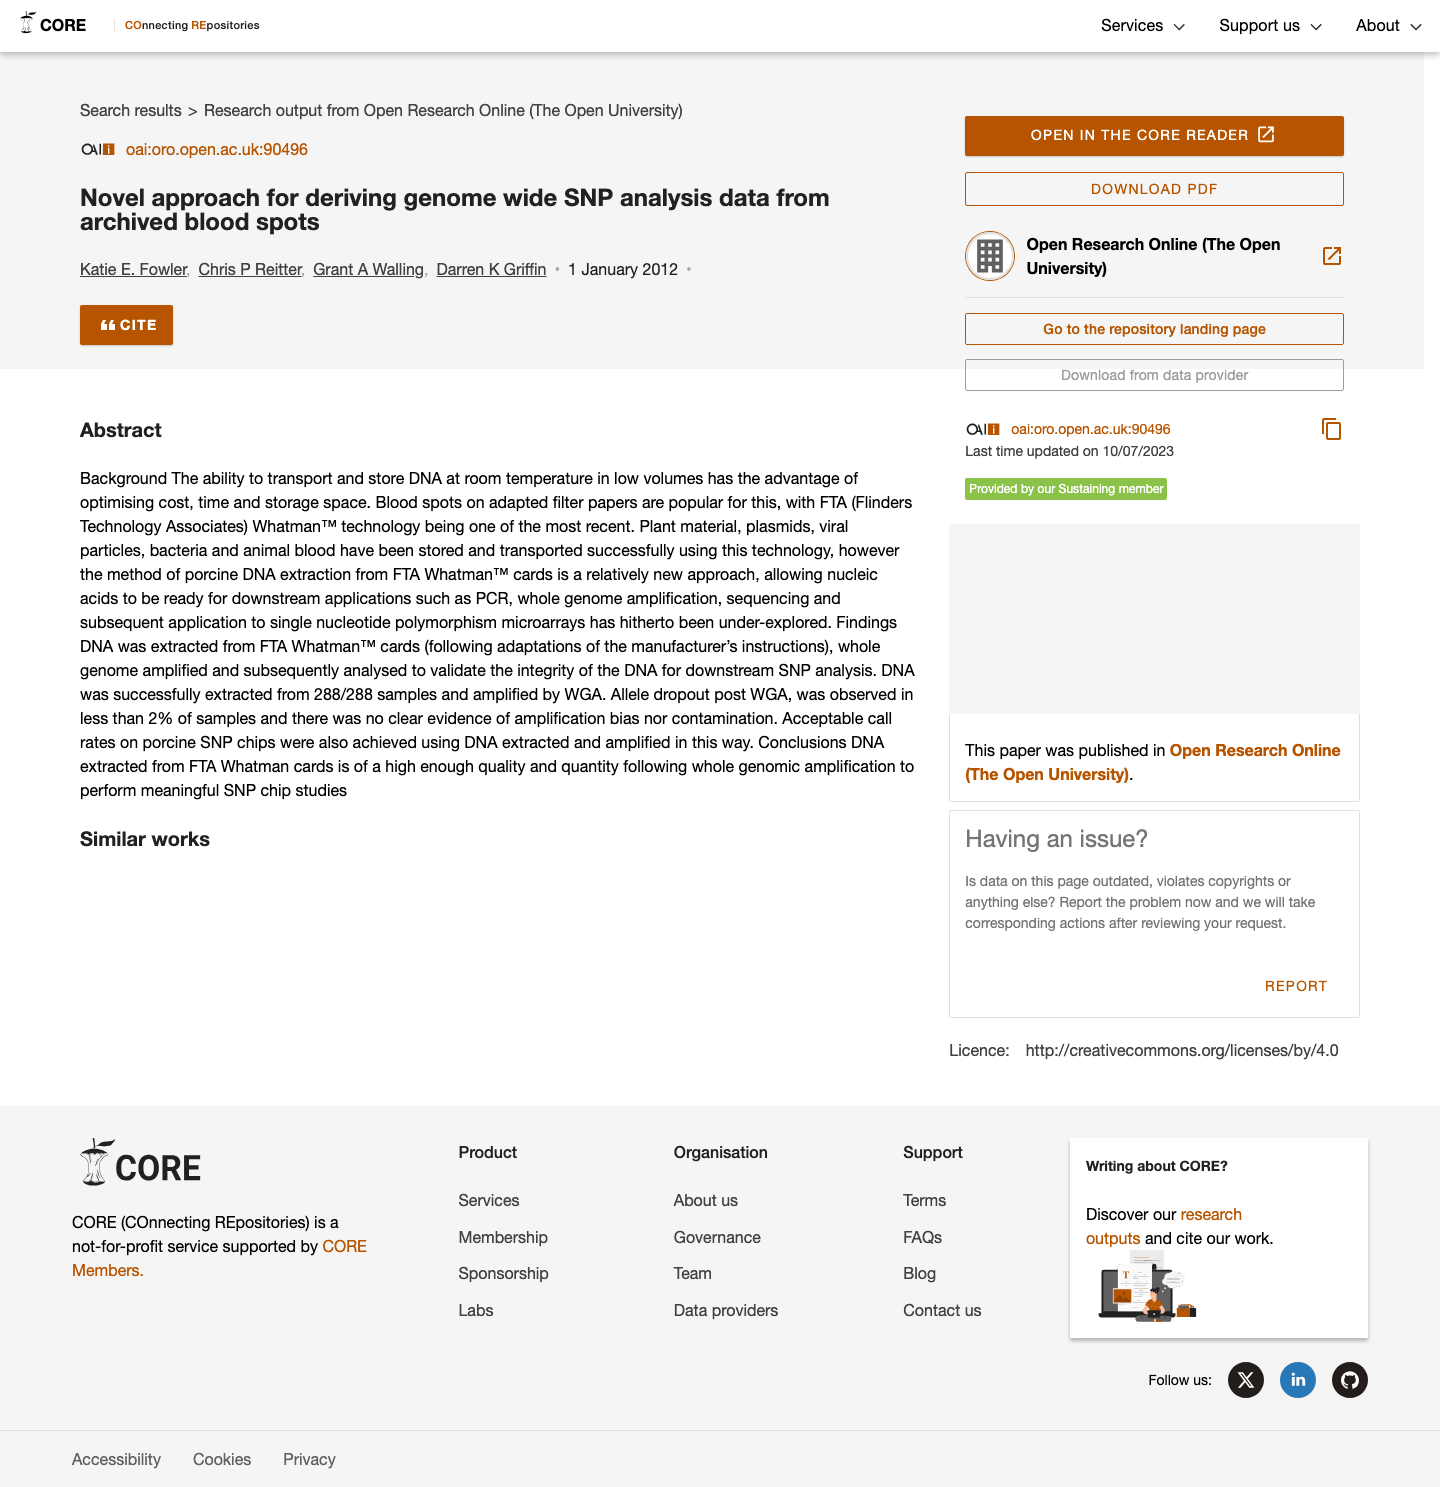 CORE
COnnecting REpositories
Services
Support us
About
Search results > Research output from Open Research Online (The Open University)
OAI oai:oro.open.ac.uk:90496
Novel approach for deriving genome wide SNP analysis data from
archived blood spots
Katie E. Fowler, Chris P Reitter, Grant A Walling, Darren K Griffin • 1 January 2012 •
CITE
OPEN IN THE CORE READER
DOWNLOAD PDF
Open Research Online (The Open
University)
Go to the repository landing page
Download from data provider
OAI oai:oro.open.ac.uk:90496
Last time updated on 10/07/2023
Provided by our Sustaining member
Abstract
Background The ability to transport and store DNA at room temperature in low volumes has the advantage of
optimising cost, time and storage space. Blood spots on adapted filter papers are popular for this, with FTA (Flinders
Technology Associates) Whatman™ technology being one of the most recent. Plant material, plasmids, viral
particles, bacteria and animal blood have been stored and transported successfully using this technology, however
the method of porcine DNA extraction from FTA Whatman™ cards is a relatively new approach, allowing nucleic
acids to be ready for downstream applications such as PCR, whole genome amplification, sequencing and
subsequent application to single nucleotide polymorphism microarrays has hitherto been under-explored. Findings
DNA was extracted from FTA Whatman™ cards (following adaptations of the manufacturer’s instructions), whole
genome amplified and subsequently analysed to validate the integrity of the DNA for downstream SNP analysis. DNA
was successfully extracted from 288/288 samples and amplified by WGA. Allele dropout post WGA, was observed in
less than 2% of samples and there was no clear evidence of amplification bias nor contamination. Acceptable call
rates on porcine SNP chips were also achieved using DNA extracted and amplified in this way. Conclusions DNA
extracted from FTA Whatman cards is of a high enough quality and quantity following whole genomic amplification to
perform meaningful SNP chip studies
Similar works
This paper was published in Open Research Online
(The Open University).
Having an issue?
Is data on this page outdated, violates copyrights or
anything else? Report the problem now and we will take
corresponding actions after reviewing your request.
REPORT
Licence: http://creativecommons.org/licenses/by/4.0
CORE
CORE (COnnecting REpositories) is a
not-for-profit service supported by CORE
Members.
Product
Services
Membership
Sponsorship
Labs
Organisation
About us
Governance
Team
Data providers
Support
Terms
FAQs
Blog
Contact us
Writing about CORE?
Discover our research
outputs and cite our work.
T
Follow us:
in
Accessibility
Cookies
Privacy